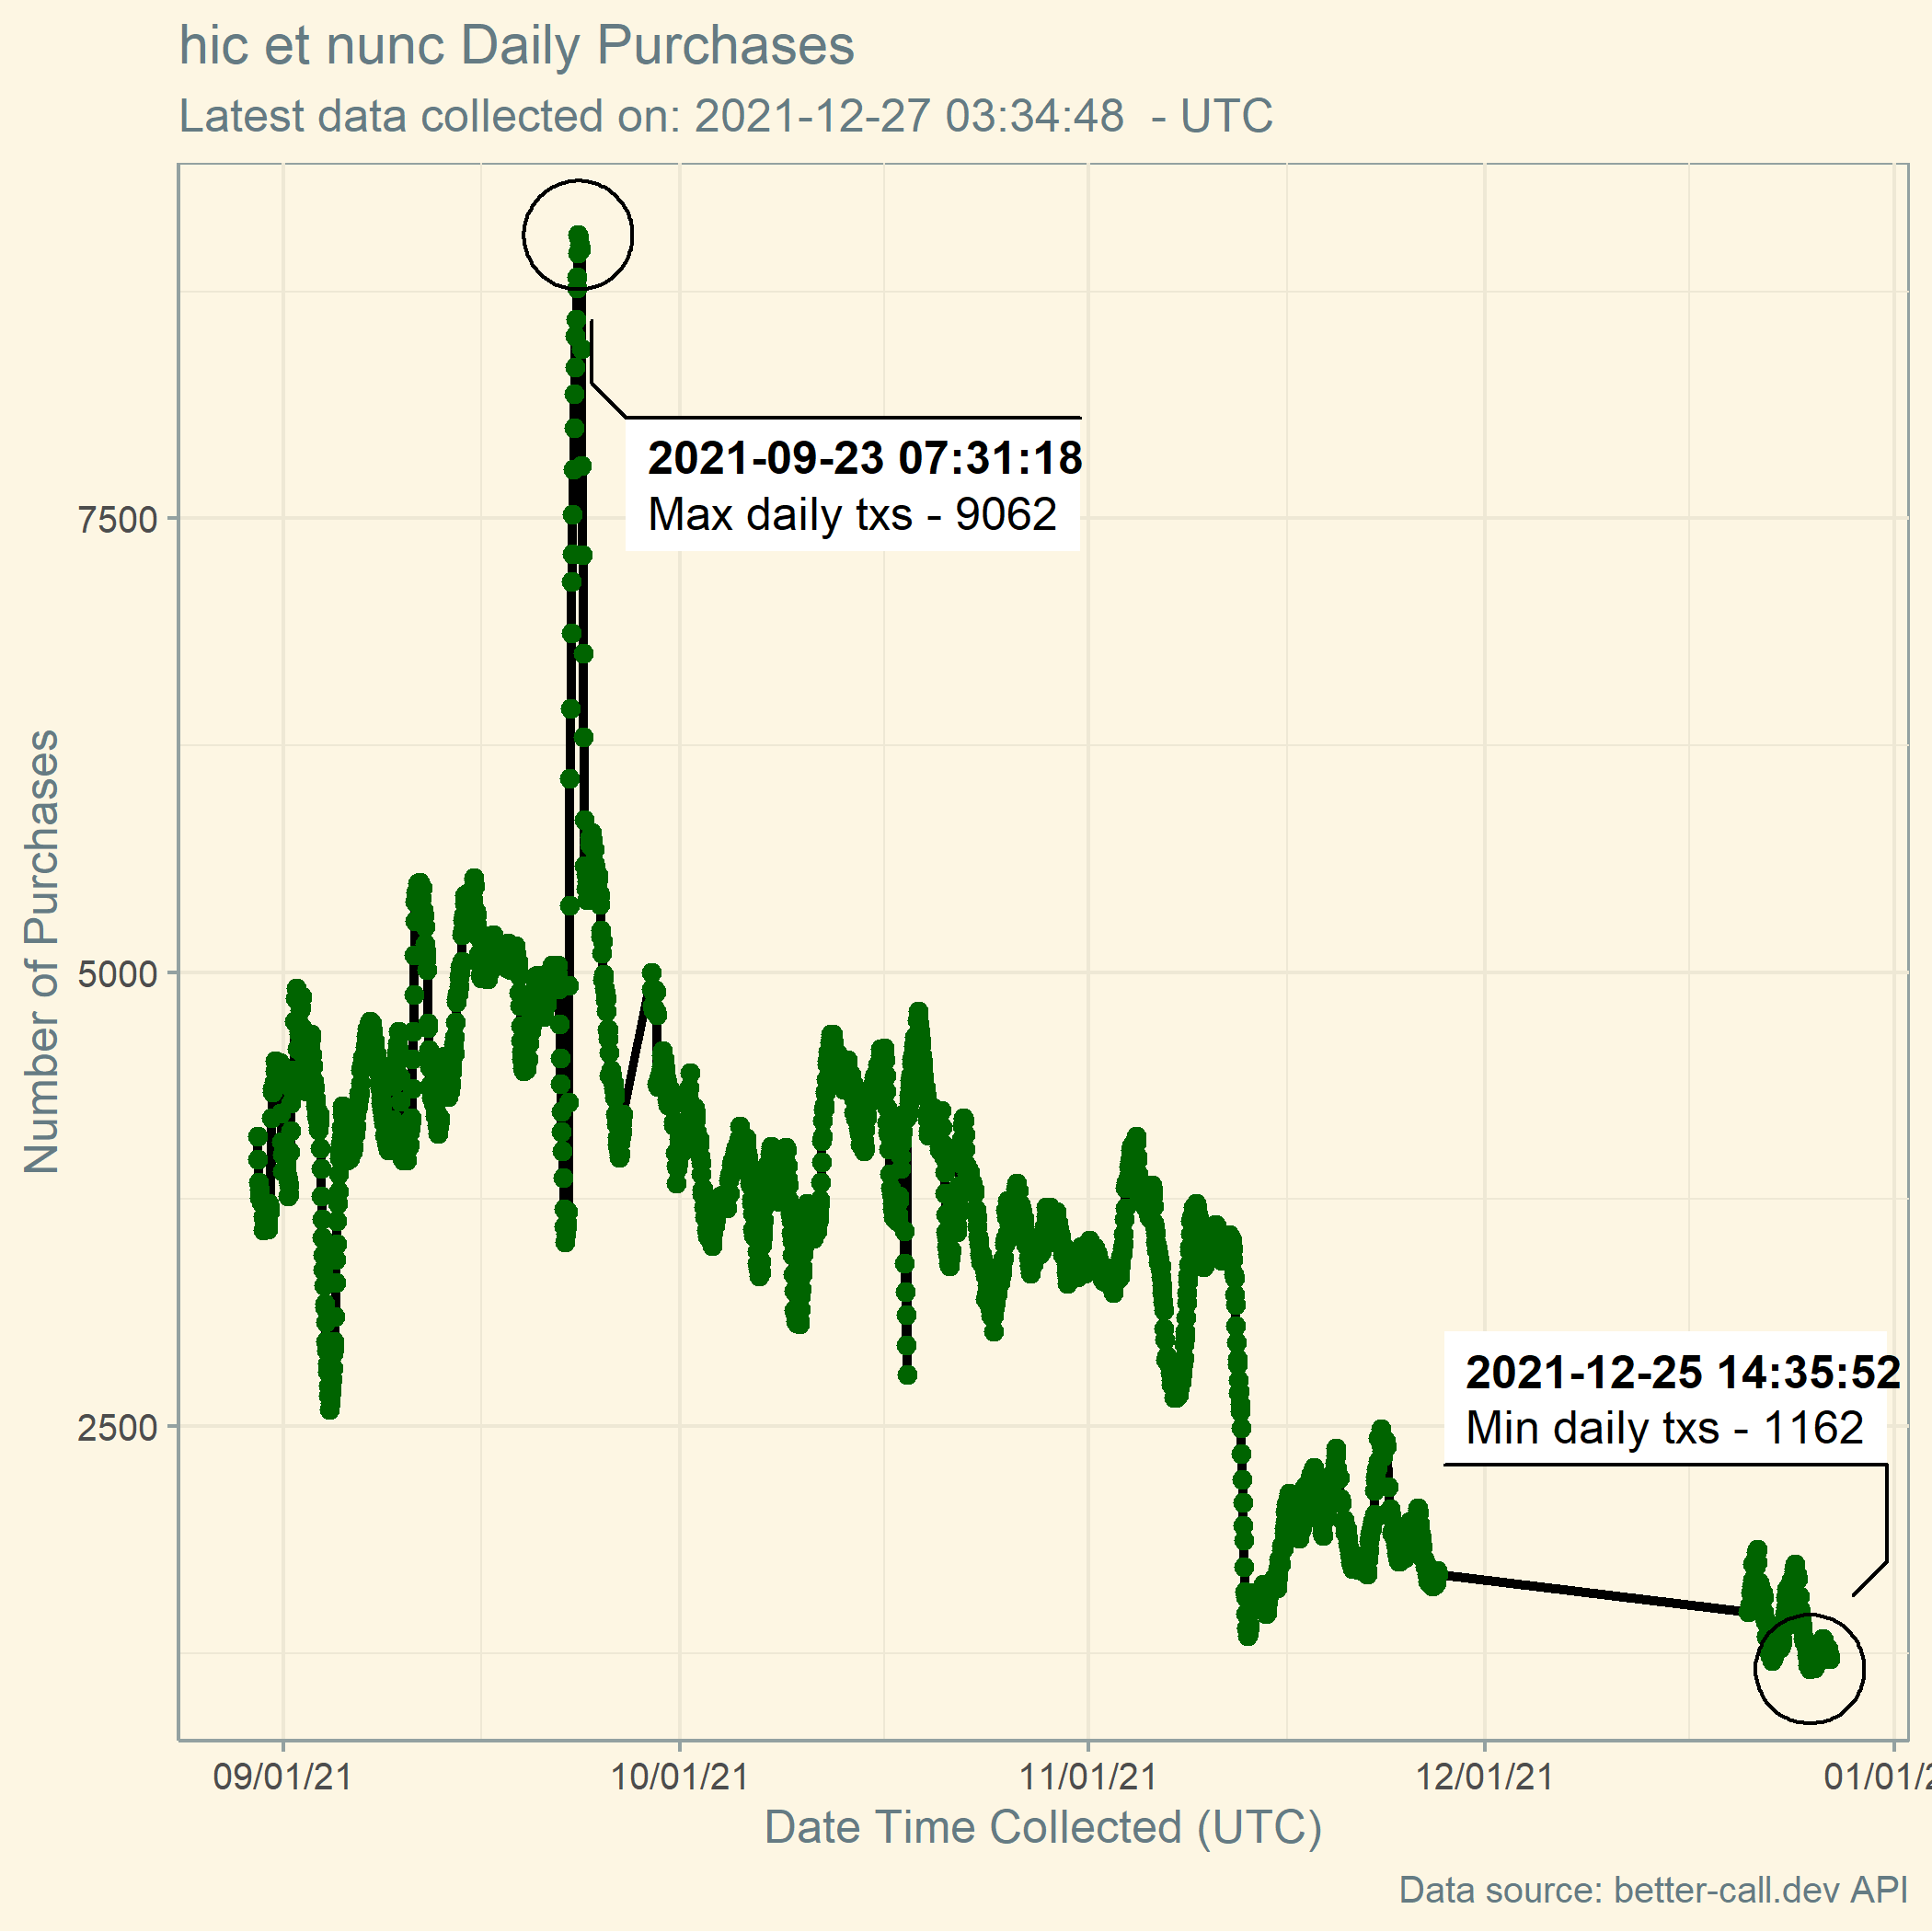 hic et nunc Daily Purchases
Latest data collected on: 2021-12-27 03:34:48  - UTC
2021-09-23 07:31:18
Max daily txs - 9062
7500
5000
2500
Number of Purchases
2021-12-25 14:35:52
Min daily txs - 1162
09/01/21 10/01/21 11/01/21 12/01/21 01/01/2
Date Time Collected (UTC)
Data source: better-call.dev API